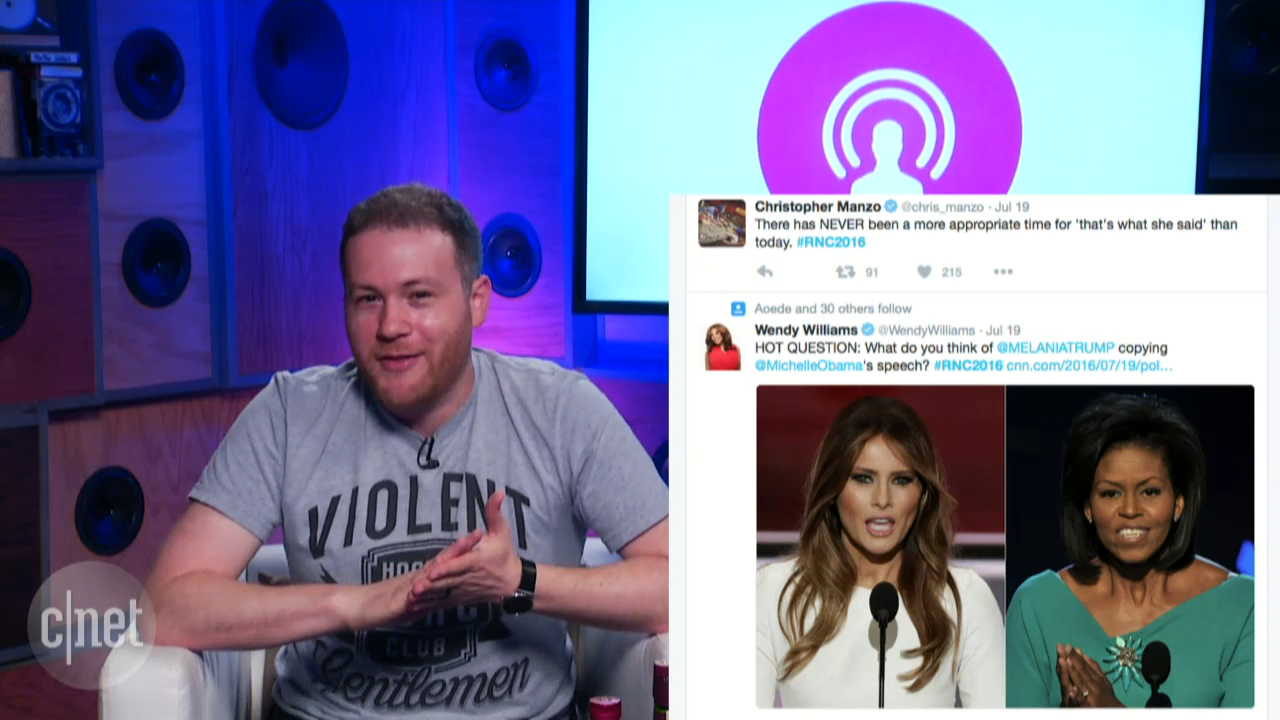 Christopher Manzo @chris_manzo · Jul 19
There has NEVER been a more appropriate time for 'that's what she said' than
today. #RNC2016
91 215
Aoede and 30 others follow
Wendy Williams @WendyWilliams · Jul 19
HOT QUESTION: What do you think of @MELANIATRUMP copying
@MichelleObama's speech? #RNC2016 cnn.com/2016/07/19/pol…
VIOLENT
CLUB
Gentlemen
c|net